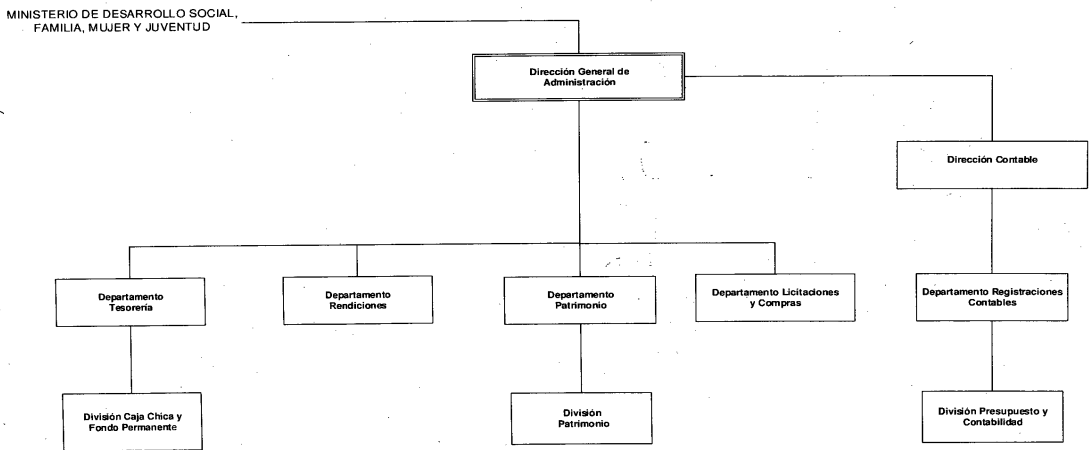 MINISTERIO DE DESARROLLO SOCIAL,
FAMILIA, MUJER Y JUVENTUD
Dirección General de
Administración
Dirección Contable
Departamento
Tesorería
Departamento
Rendiciones
Departamento
Patrimonio
Departamento Licitaciones
y Compras
Departamento Registraciones
Contables
División Caja Chica y
Fondo Permanente
División
Patrimonio
División Presupuesto y
Contabilidad